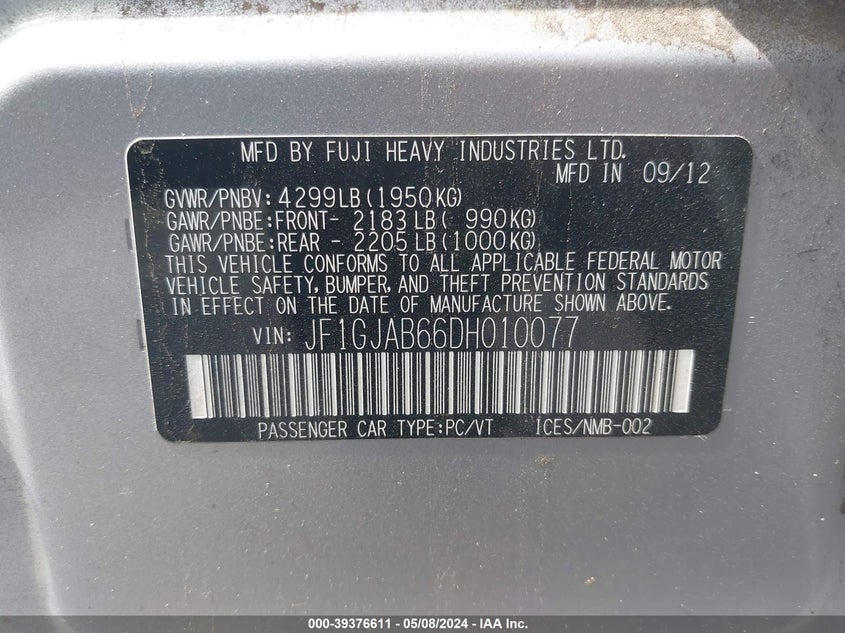 MFD BY FUJI HEAVY INDUSTRIES LTD.
MFD IN 09/12
GVWR/PNBV: 4299LB (1950KG)
GAWR/PNBE: FRONT- 2183 LB ( 990KG)
GAWR/PNBE: REAR - 2205 LB (1000KG)
THIS VEHICLE CONFORMS TO ALL APPLICABLE FEDERAL MOTOR
VEHICLE SAFETY, BUMPER, AND THEFT PREVENTION STANDARDS
IN EFFECT ON THE DATE OF MANUFACTURE SHOWN ABOVE.
VIN: JF1GJAB66DH010077
PASSENGER CAR TYPE: PC/VT ICES/NMB-002
000-39376611 - 05/08/2024 - IAA Inc.